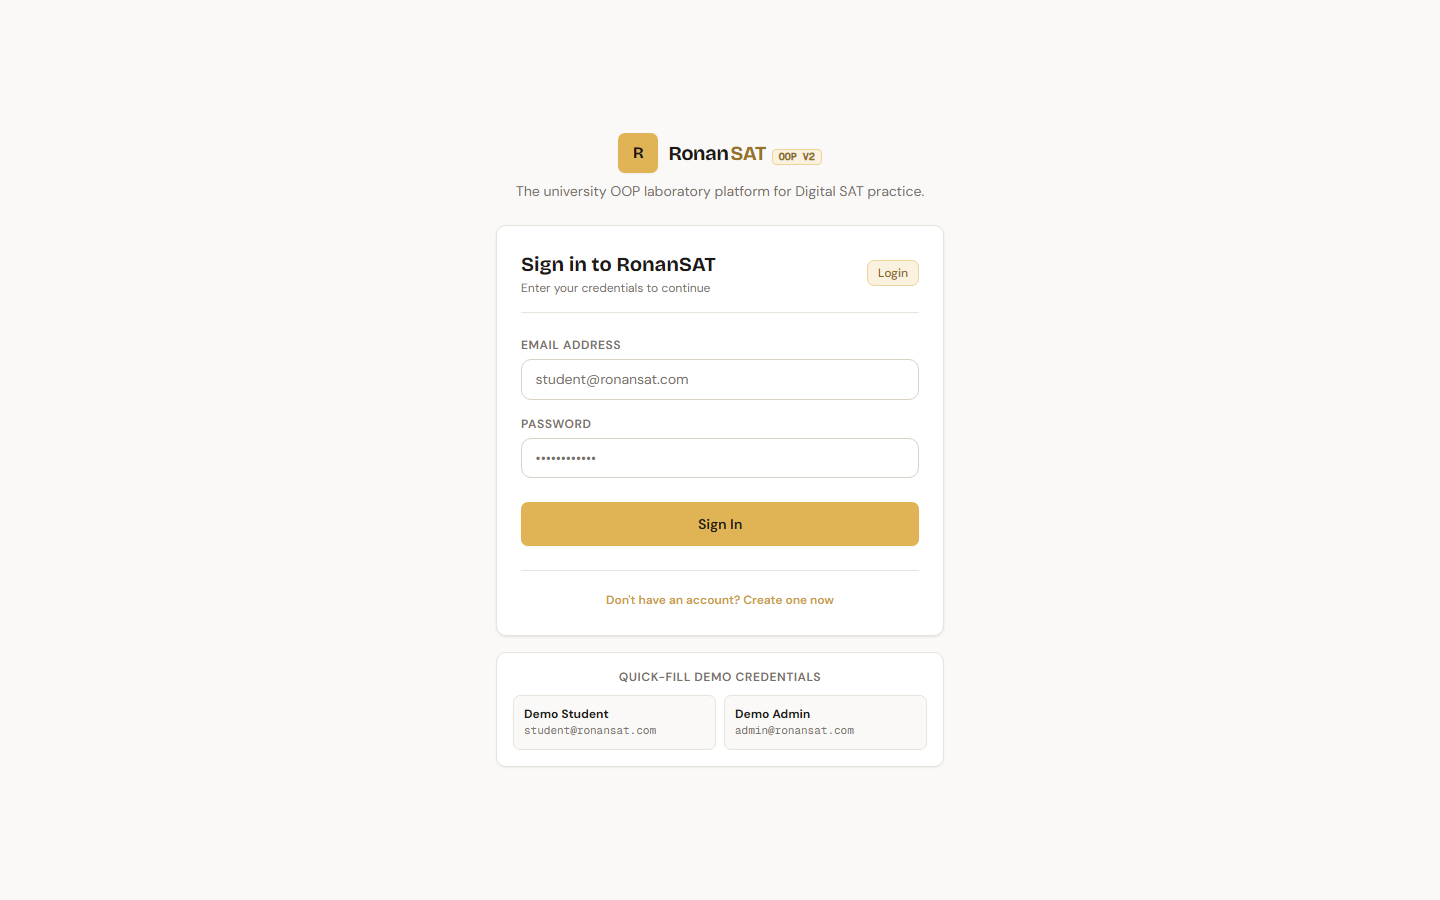 R
RonanSAT OOP V2
The university OOP laboratory platform for Digital SAT practice.
Sign in to RonanSAT
Enter your credentials to continue
Login
EMAIL ADDRESS
student@ronansat.com
PASSWORD
••••••••••••
Sign In
Don't have an account? Create one now
QUICK-FILL DEMO CREDENTIALS
Demo Student
student@ronansat.com
Demo Admin
admin@ronansat.com